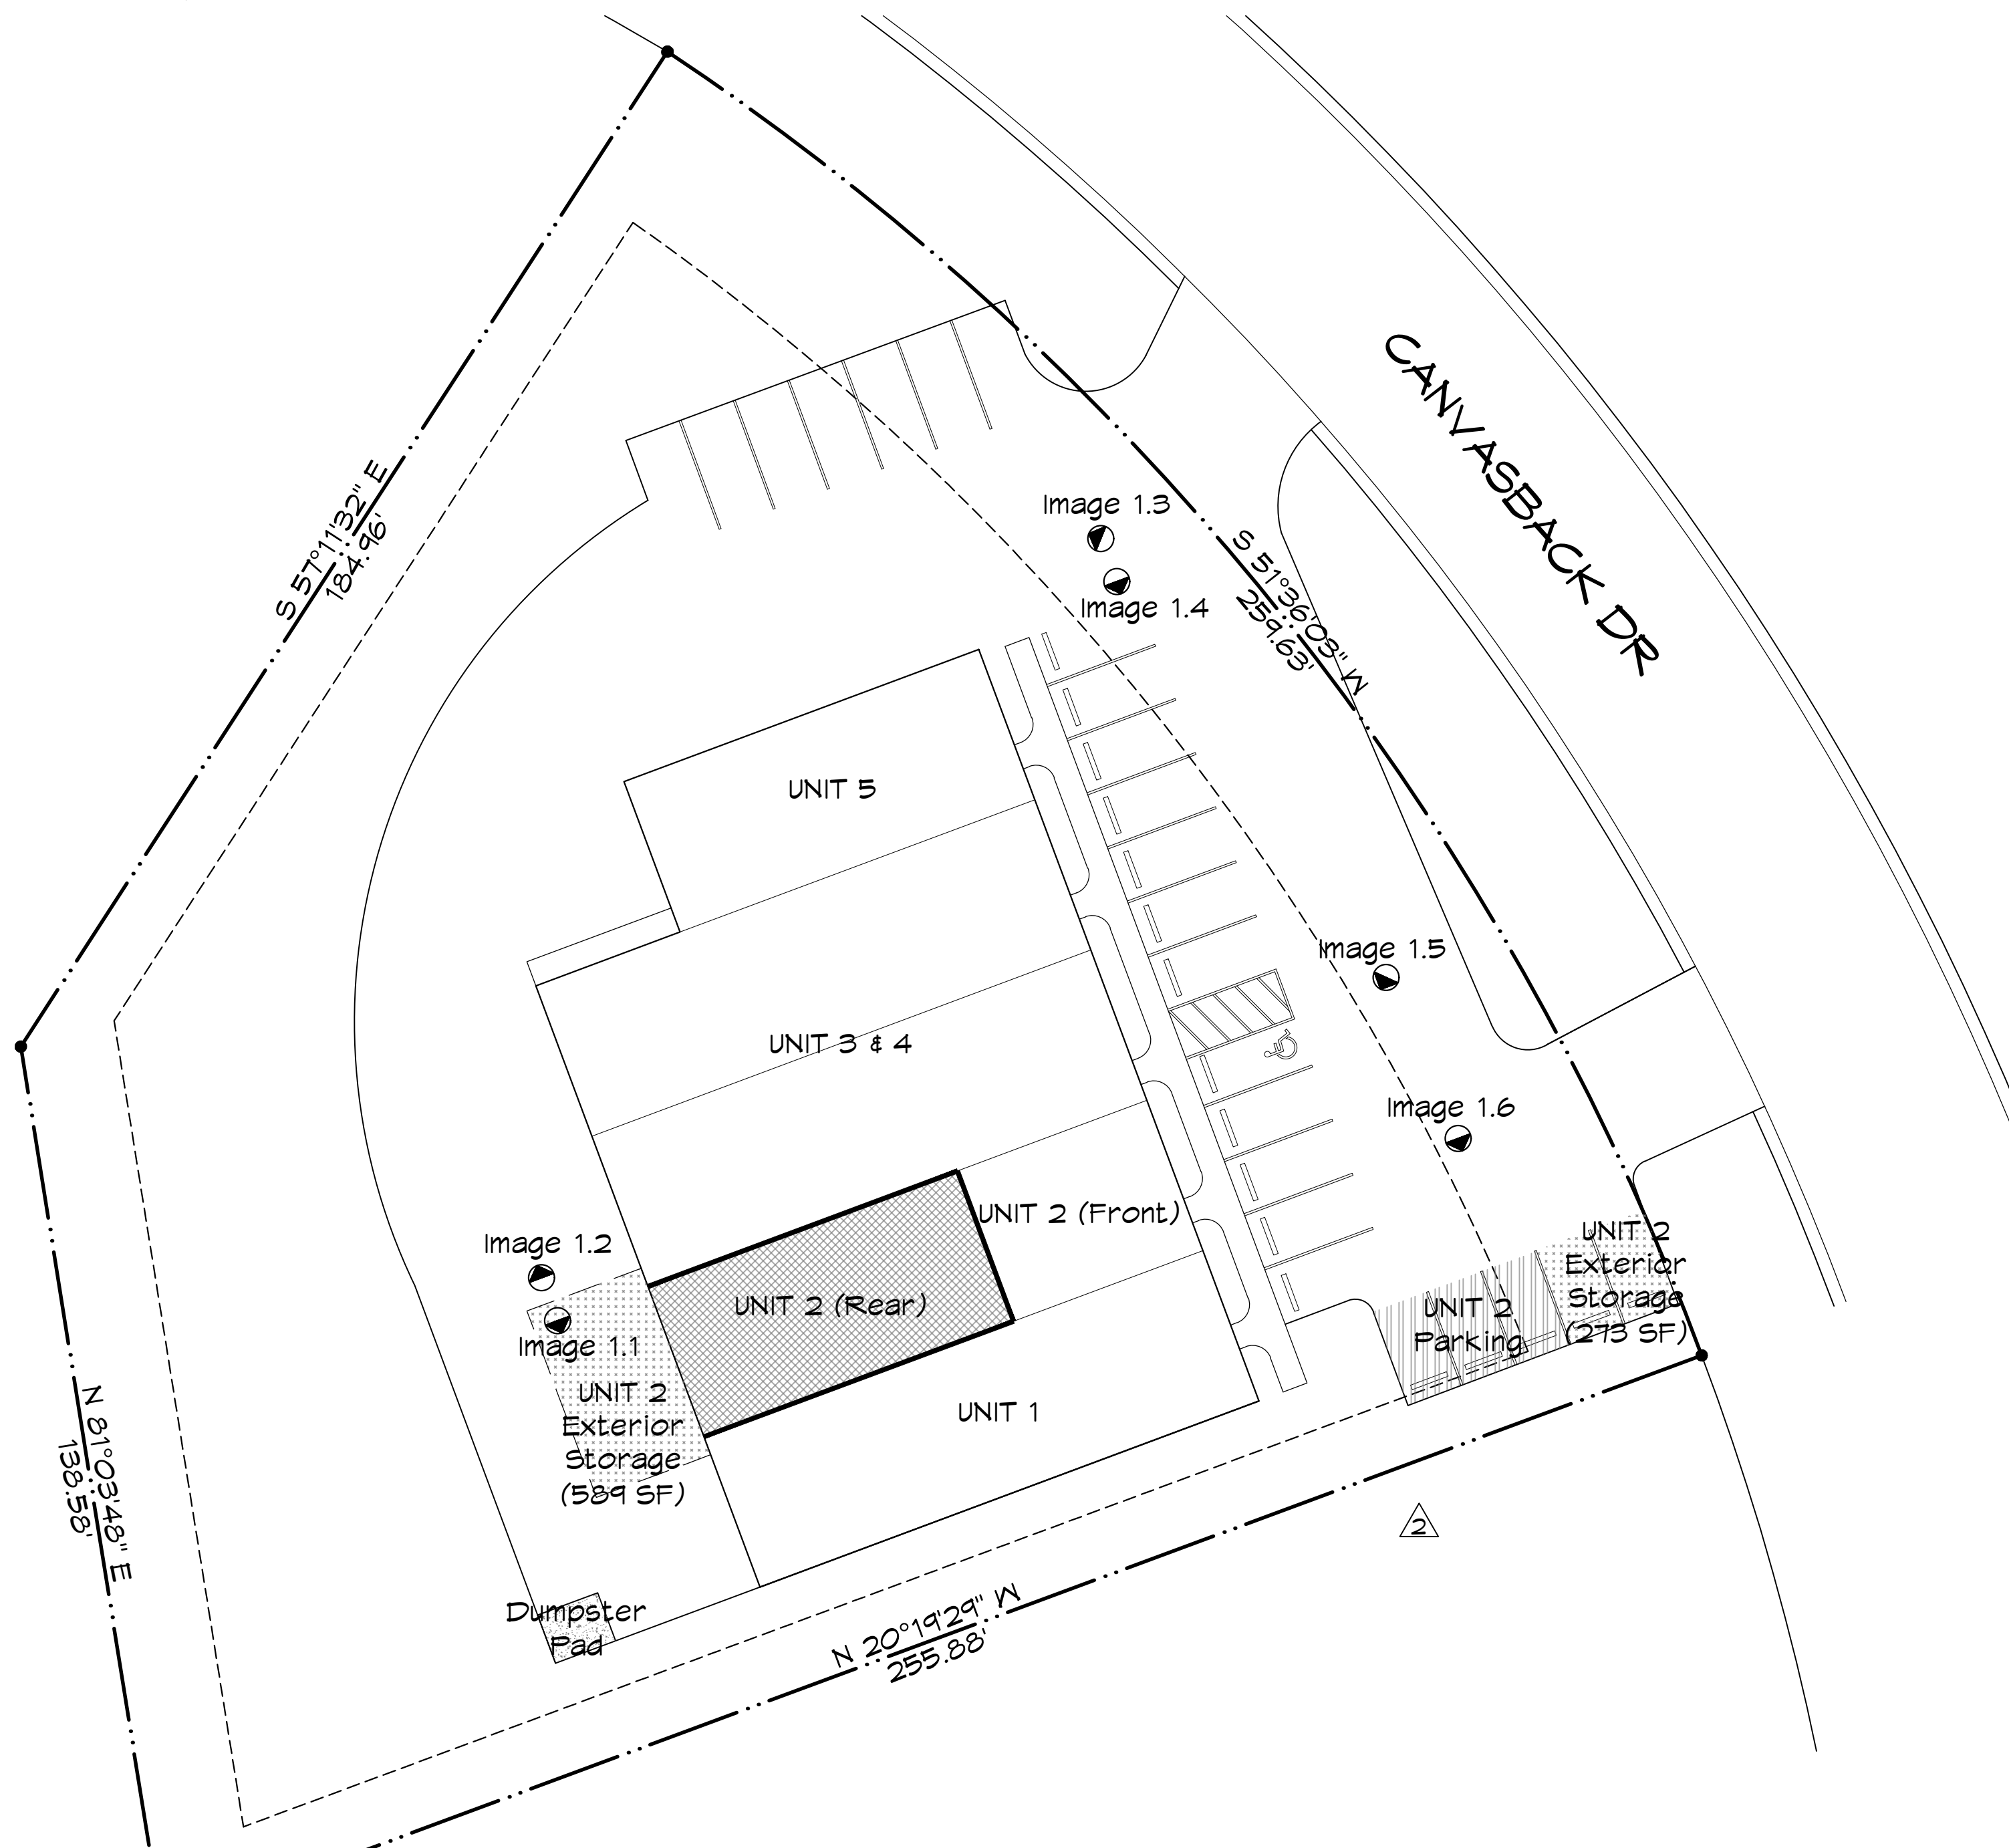 CANVASBACK DR
S 57°11'32" E
184.96'
Image 1.3
Image 1.4
S 51°36'03" W
259.63'
UNIT 5
Image 1.5
UNIT 3 & 4
Image 1.6
UNIT 2 (Front)
Image 1.2
UNIT 2 (Rear)
Image 1.1
UNIT 2
Exterior
Storage
(273 SF)
UNIT 2
Parking
UNIT 2
Exterior
Storage
(589 SF)
UNIT 1
N 81°03'48" E
138.58'
2
Dumpster
Pad
N 20°19'29" W
255.88'